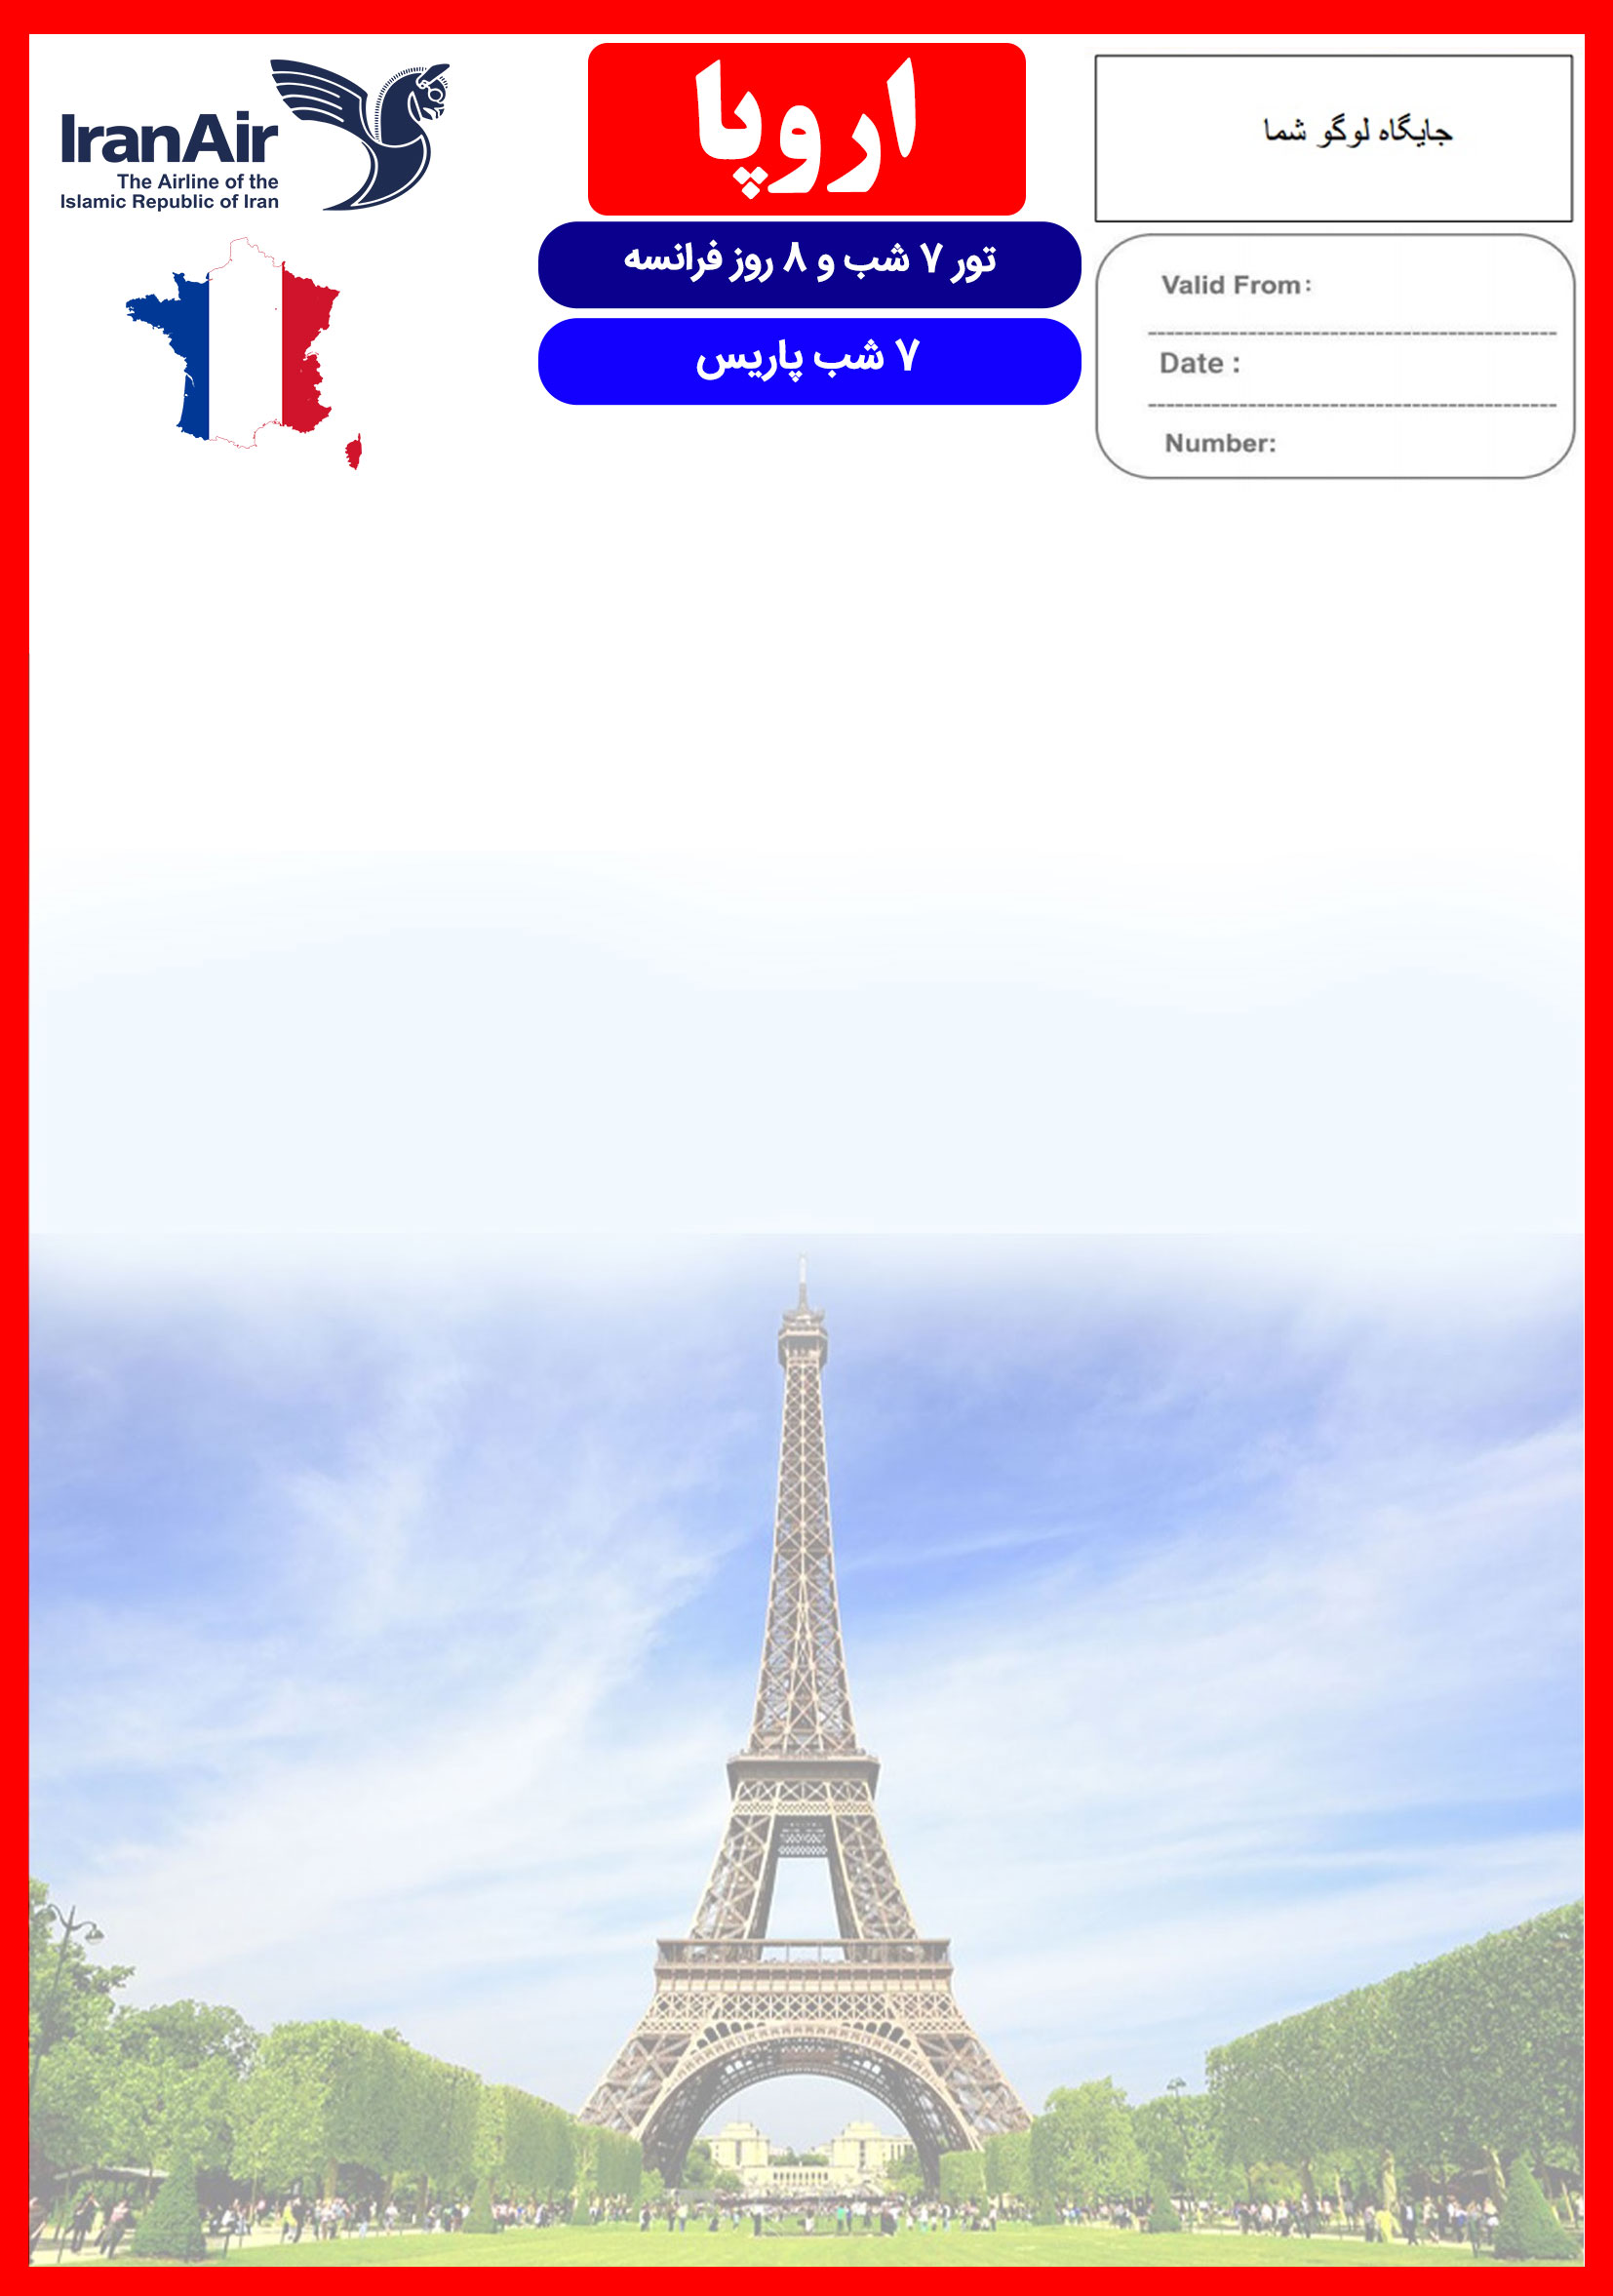 IranAir
The Airline of the
Islamic Republic of Iran
اروپا
تور ۷ شب و ۸ روز فرانسه
۷ شب پاریس
جایگاه لوگو شما
Valid From:
Date :
Number: